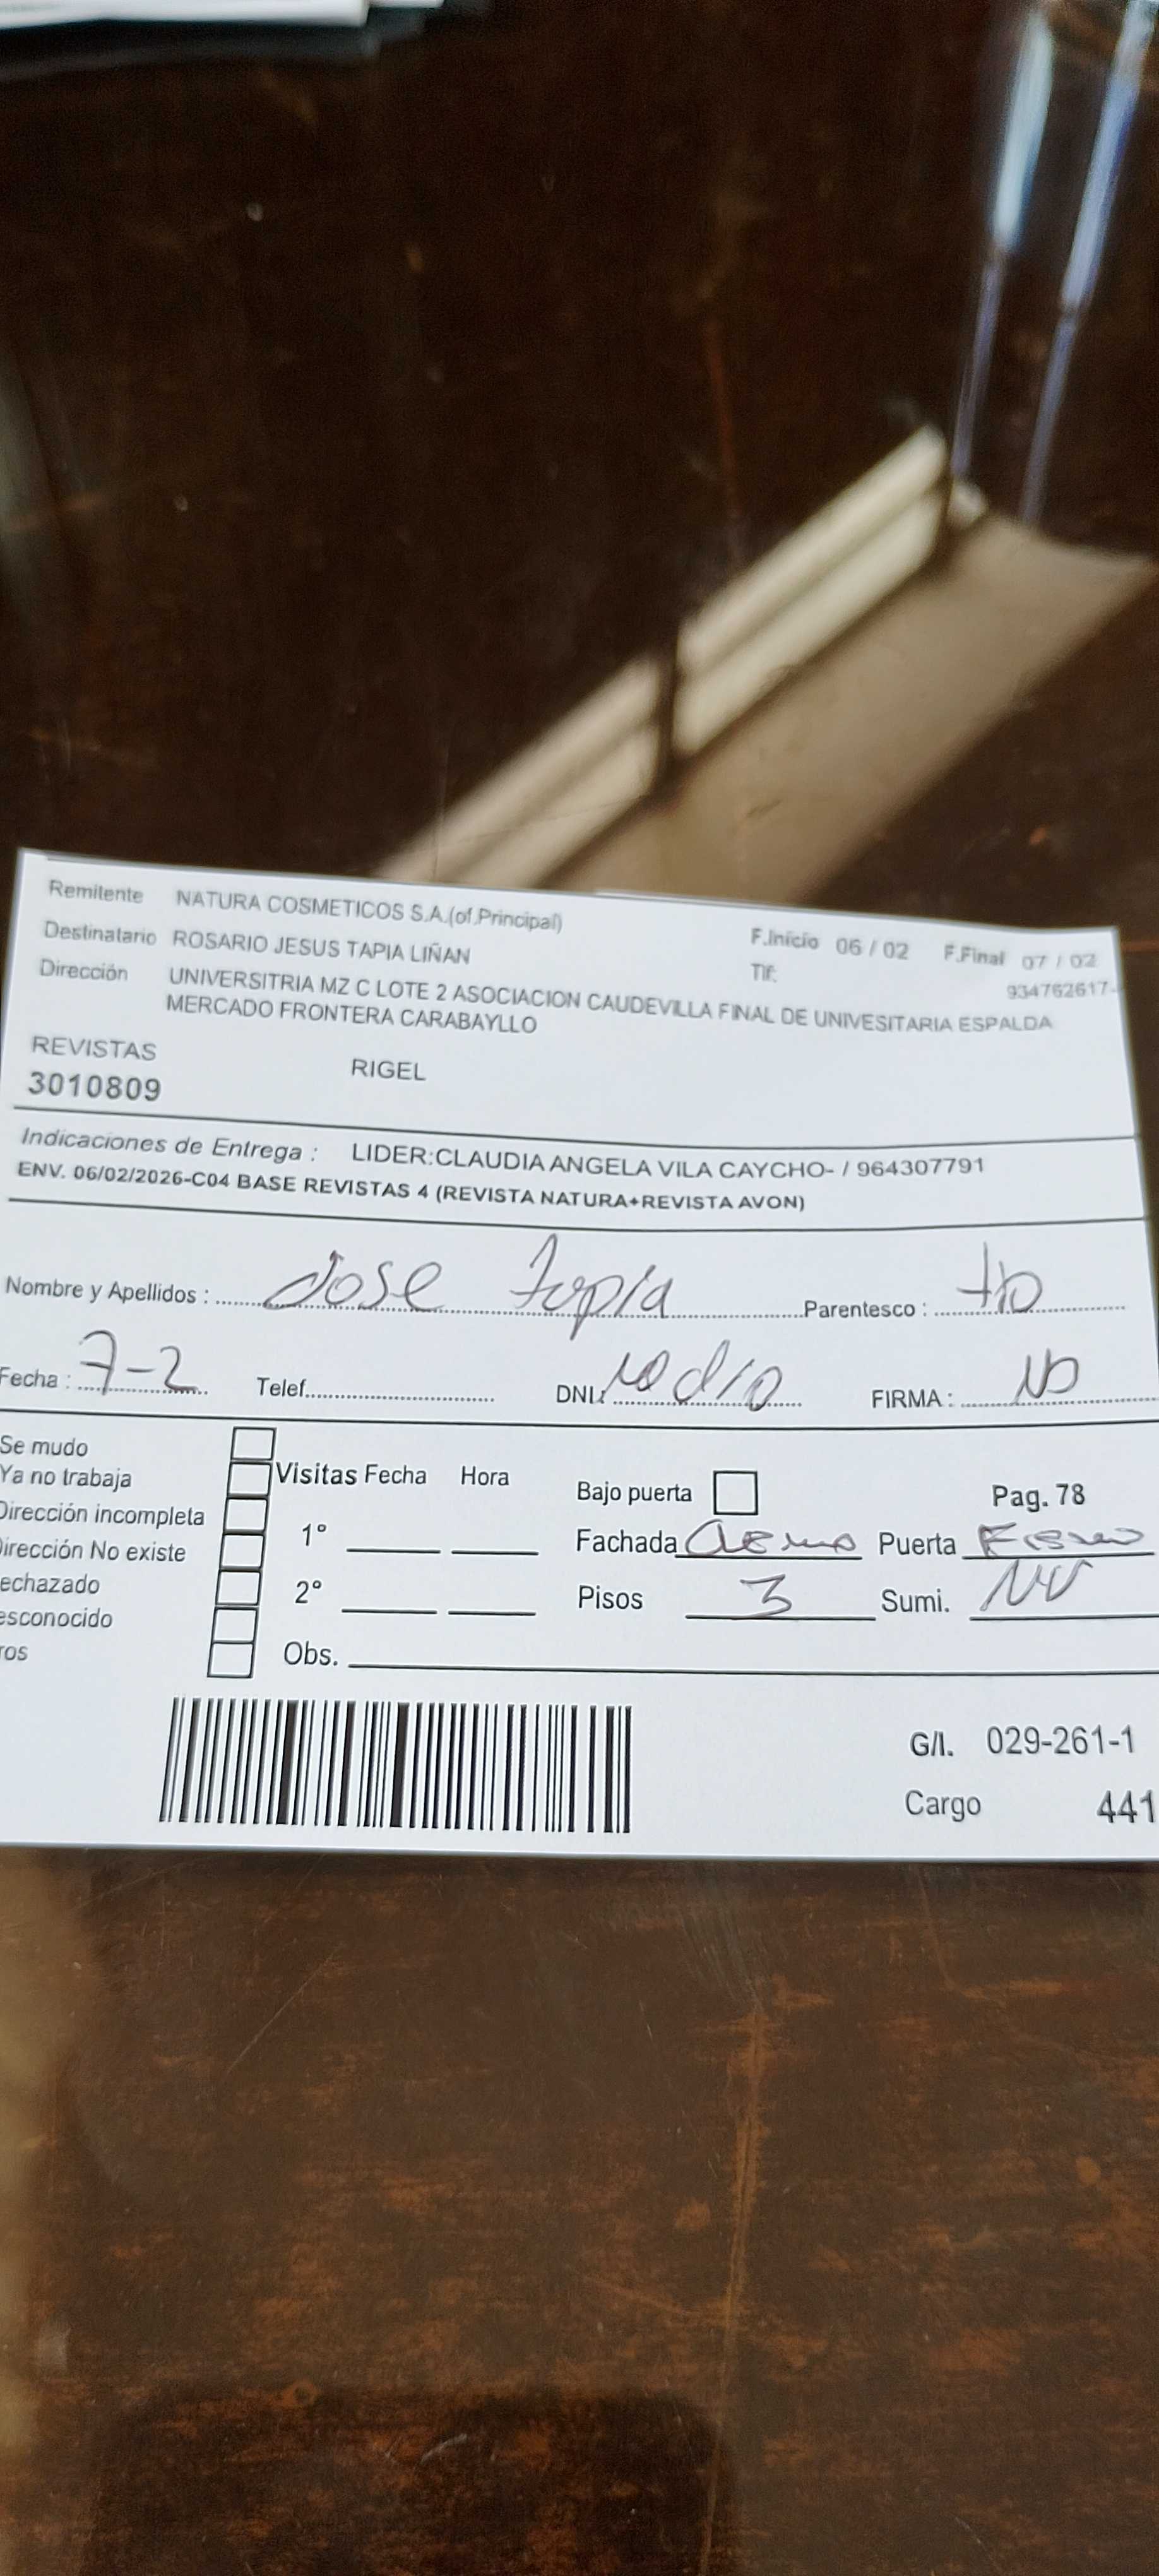 Remitente NATURA COSMETICOS S.A.(of.Principal)
F.Inicio 06 / 02 F.Final 07 / 02
Destinatario ROSARIO JESUS TAPIA LIÑAN
Tlf: 934762617-
Dirección UNIVERSITRIA MZ C LOTE 2 ASOCIACION CAUDEVILLA FINAL DE UNIVESITARIA ESPALDA
MERCADO FRONTERA CARABAYLLO
REVISTAS RIGEL
3010809
Indicaciones de Entrega : LIDER:CLAUDIA ANGELA VILA CAYCHO- / 964307791
ENV. 06/02/2026-C04 BASE REVISTAS 4 (REVISTA NATURA+REVISTA AVON)
Nombre y Apellidos : Jose Tapia Parentesco : tio
Fecha : 7-2 Telef. DNI: no dio FIRMA : NO
Se mudo
Ya no trabaja
Dirección incompleta
Dirección No existe
echazado
esconocido
ros
Visitas Fecha Hora
1°
2°
Obs.
Bajo puerta Pag. 78
Fachada Puerta
Pisos 3 Sumi.
G/I. 029-261-1
Cargo 441